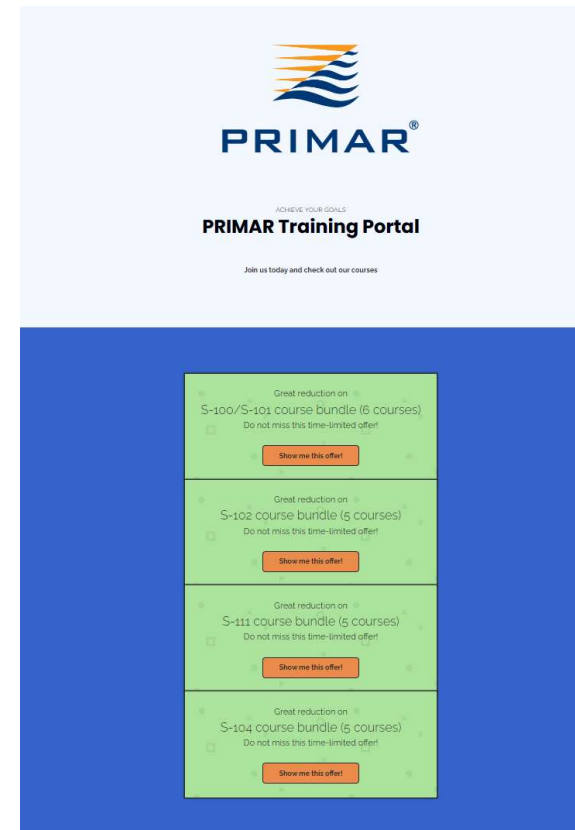 PRIMAR®
ACHIEVE YOUR GOALS
PRIMAR Training Portal
Join us today and check out our courses
Great reduction on
S-100/S-101 course bundle (6 courses)
Do not miss this time-limited offer!
Show me this offer!
Great reduction on
S-102 course bundle (5 courses)
Do not miss this time-limited offer!
Show me this offer!
Great reduction on
S-111 course bundle (5 courses)
Do not miss this time-limited offer!
Show me this offer!
Great reduction on
S-104 course bundle (5 courses)
Do not miss this time-limited offer!
Show me this offer!